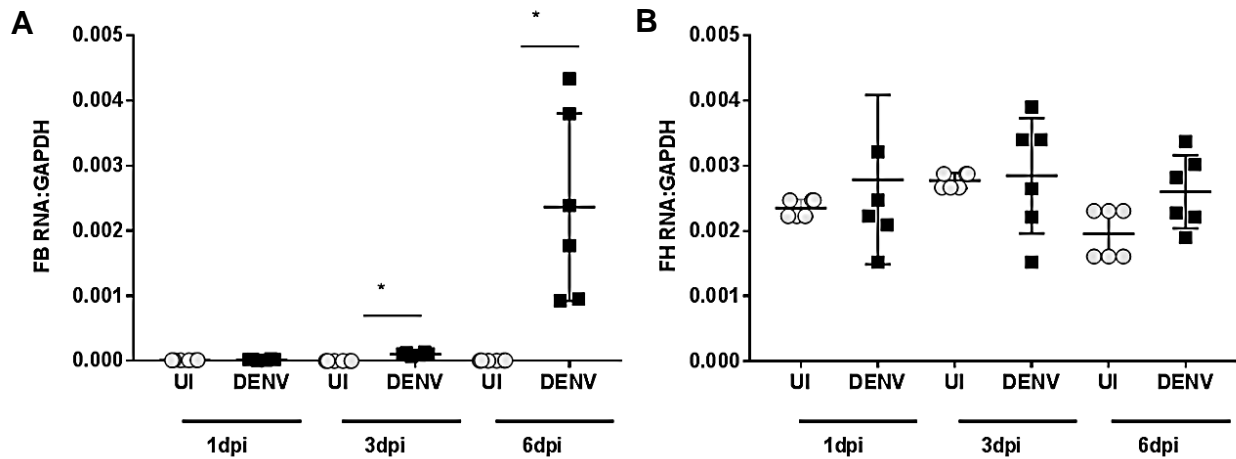 A
FB RNA:GAPDH
0.005
0.004
0.003
0.002
0.001
0.000
*
*
UI DENV UI DENV UI DENV
1dpi 3dpi 6dpi
B
FH RNA:GAPDH
0.005
0.004
0.003
0.002
0.001
0.000
UI DENV UI DENV UI DENV
1dpi 3dpi 6dpi